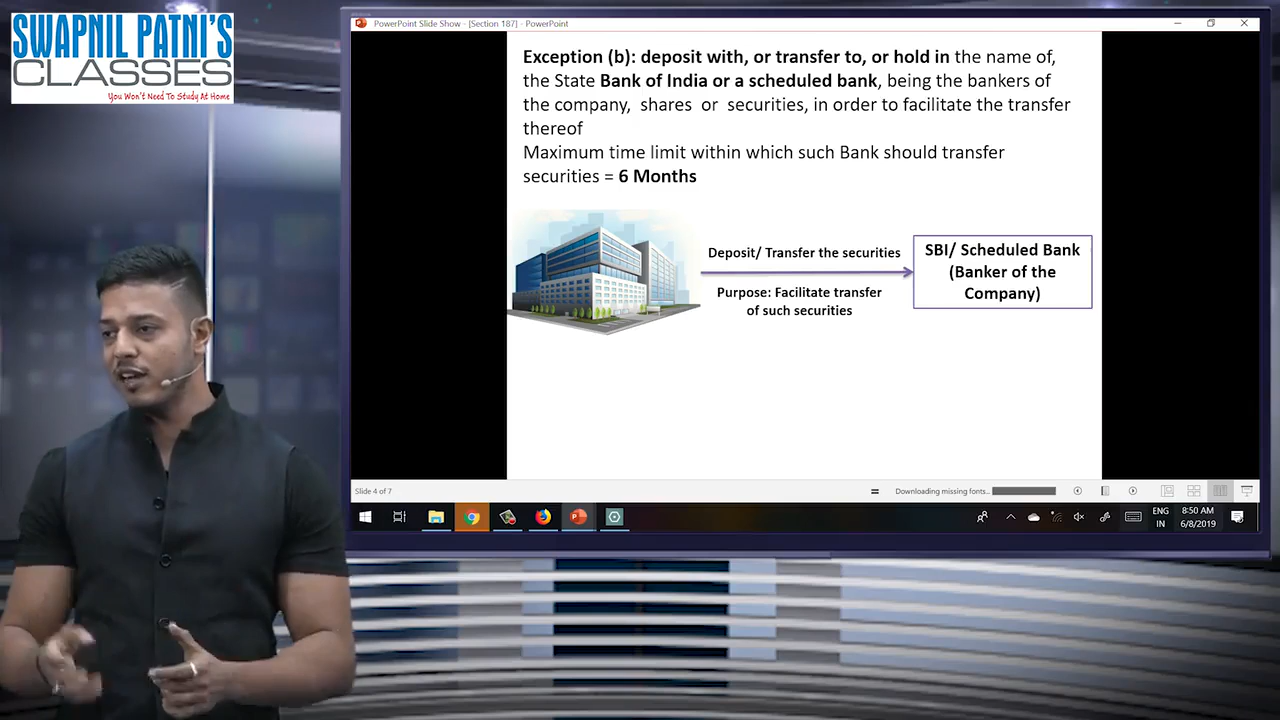 SWAPNIL PATNI'S
CLASSES
You Won't Need To Study At Home
PowerPoint Slide Show - [Section 187] - PowerPoint
Exception (b): deposit with, or transfer to, or hold in the name of,
the State Bank of India or a scheduled bank, being the bankers of
the company, shares or securities, in order to facilitate the transfer
thereof
Maximum time limit within which such Bank should transfer
securities = 6 Months
Deposit/ Transfer the securities
Purpose: Facilitate transfer
of such securities
SBI/ Scheduled Bank
(Banker of the
Company)
Slide 4 of 7
Downloading missing fonts...
ENG
IN
8:50 AM
6/8/2019